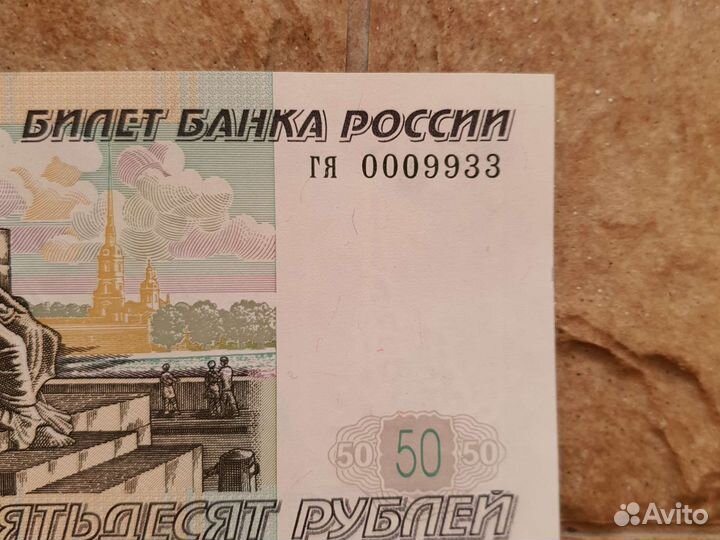 БИЛЕТ БАНКА РОССИИ
гя 0009933
50 50 50
ЯТЬДЕСЯТ РУБЛЕЙ
Avito